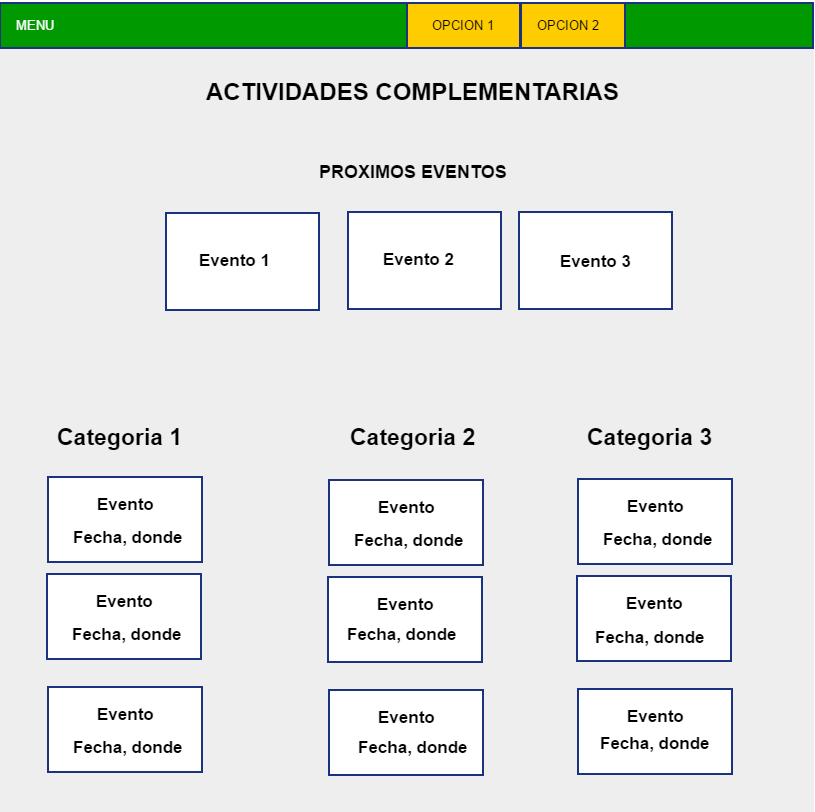 MENU OPCION 1 OPCION 2
ACTIVIDADES COMPLEMENTARIAS
PROXIMOS EVENTOS
Evento 1 Evento 2 Evento 3
Categoria 1 Categoria 2 Categoria 3
Evento Evento Evento
Fecha, donde Fecha, donde Fecha, donde
Evento Evento Evento
Fecha, donde Fecha, donde Fecha, donde
Evento Evento Evento
Fecha, donde Fecha, donde Fecha, donde